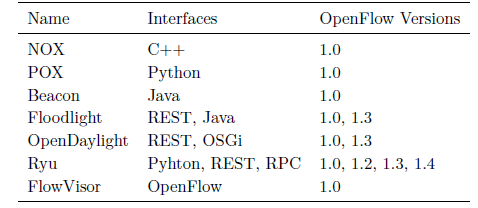 Name Interfaces OpenFlow Versions
NOX C++ 1.0
POX Python 1.0
Beacon Java 1.0
Floodlight REST, Java 1.0, 1.3
OpenDaylight REST, OSGi 1.0, 1.3
Ryu Pyhton, REST, RPC 1.0, 1.2, 1.3, 1.4
FlowVisor OpenFlow 1.0